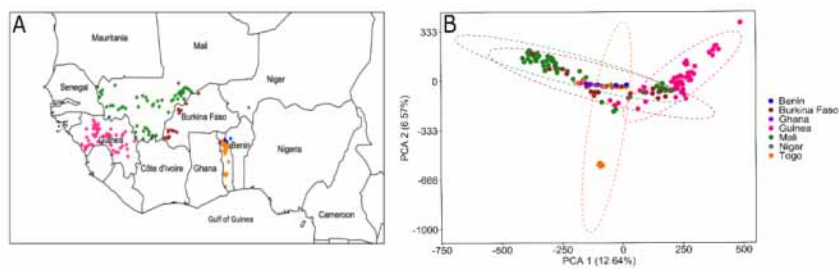 A
Mauritania
Mali
Niger
Senegal
Burkina Faso
Guinea
Benin
Nigeria
Côte d'Ivoire
Ghana
Gulf of Guinea
Cameroon
B
333
0
-333
-666
-1000
PCA 2 (6.57%)
-750
-500
-250
0
250
500
PCA 1 (12.64%)
Benin
Burkina Faso
Ghana
Guinea
Mali
Niger
Togo